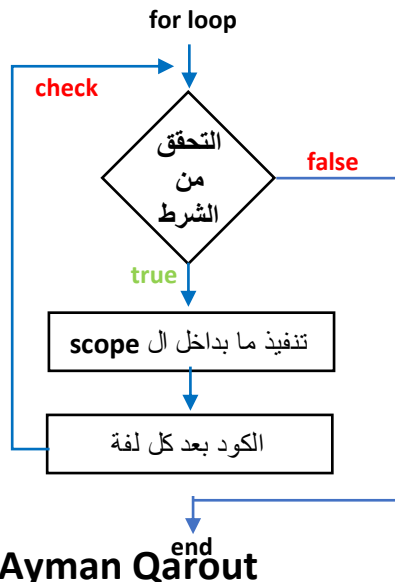 for loop
check
التحقق
من
الشرط
false
true
تنفيذ ما بداخل ال scope
الكود بعد كل لفة
end
Ayman Qarout